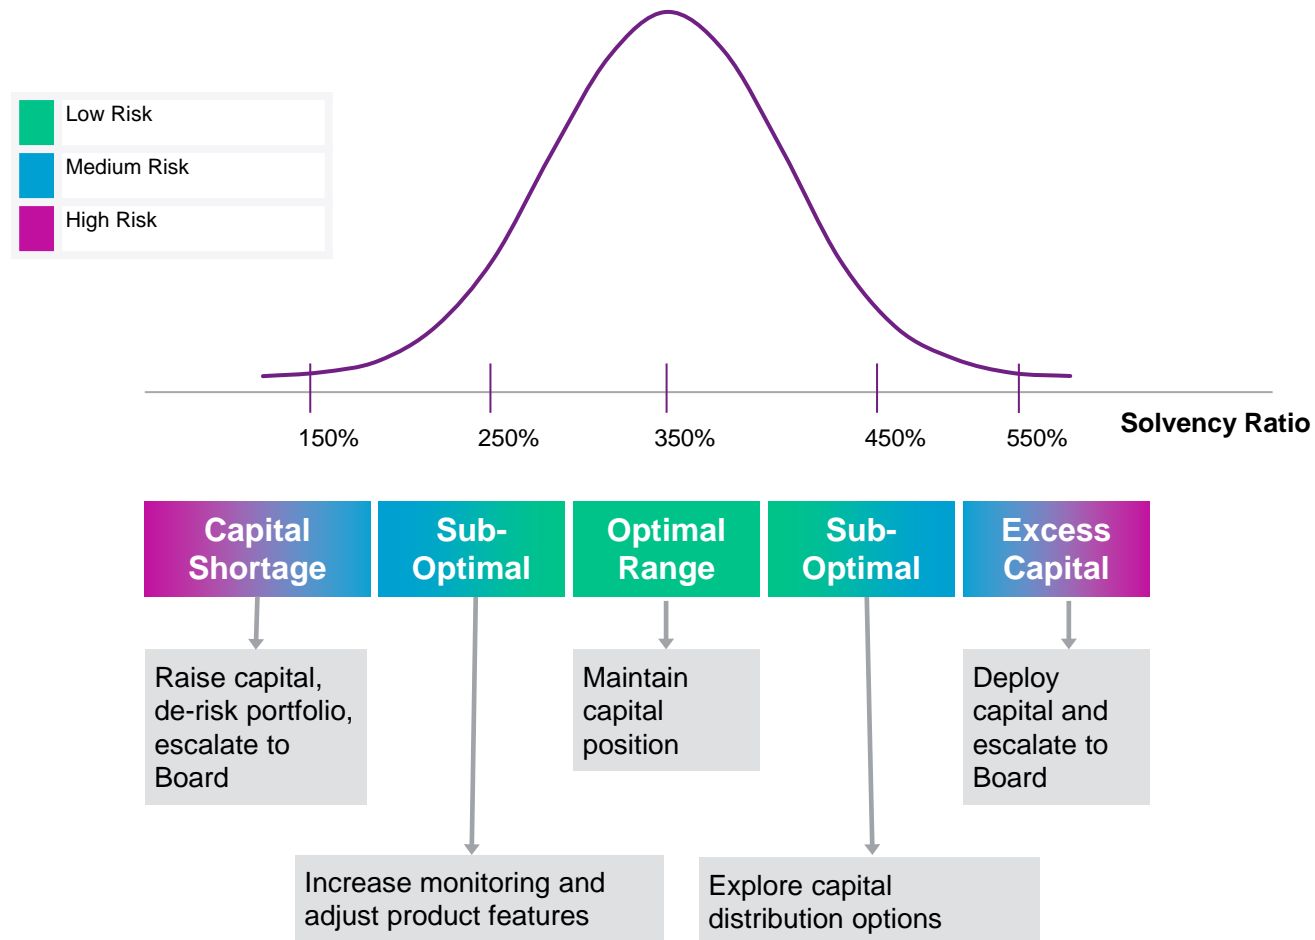 Low Risk
Medium Risk
High Risk
150%
250%
350%
450%
550%
Solvency Ratio
Capital
Shortage
Sub-
Optimal
Optimal
Range
Sub-
Optimal
Excess
Capital
Raise capital,
de-risk portfolio,
escalate to
Board
Maintain
capital
position
Deploy
capital and
escalate to
Board
Increase monitoring and
adjust product features
Explore capital
distribution options